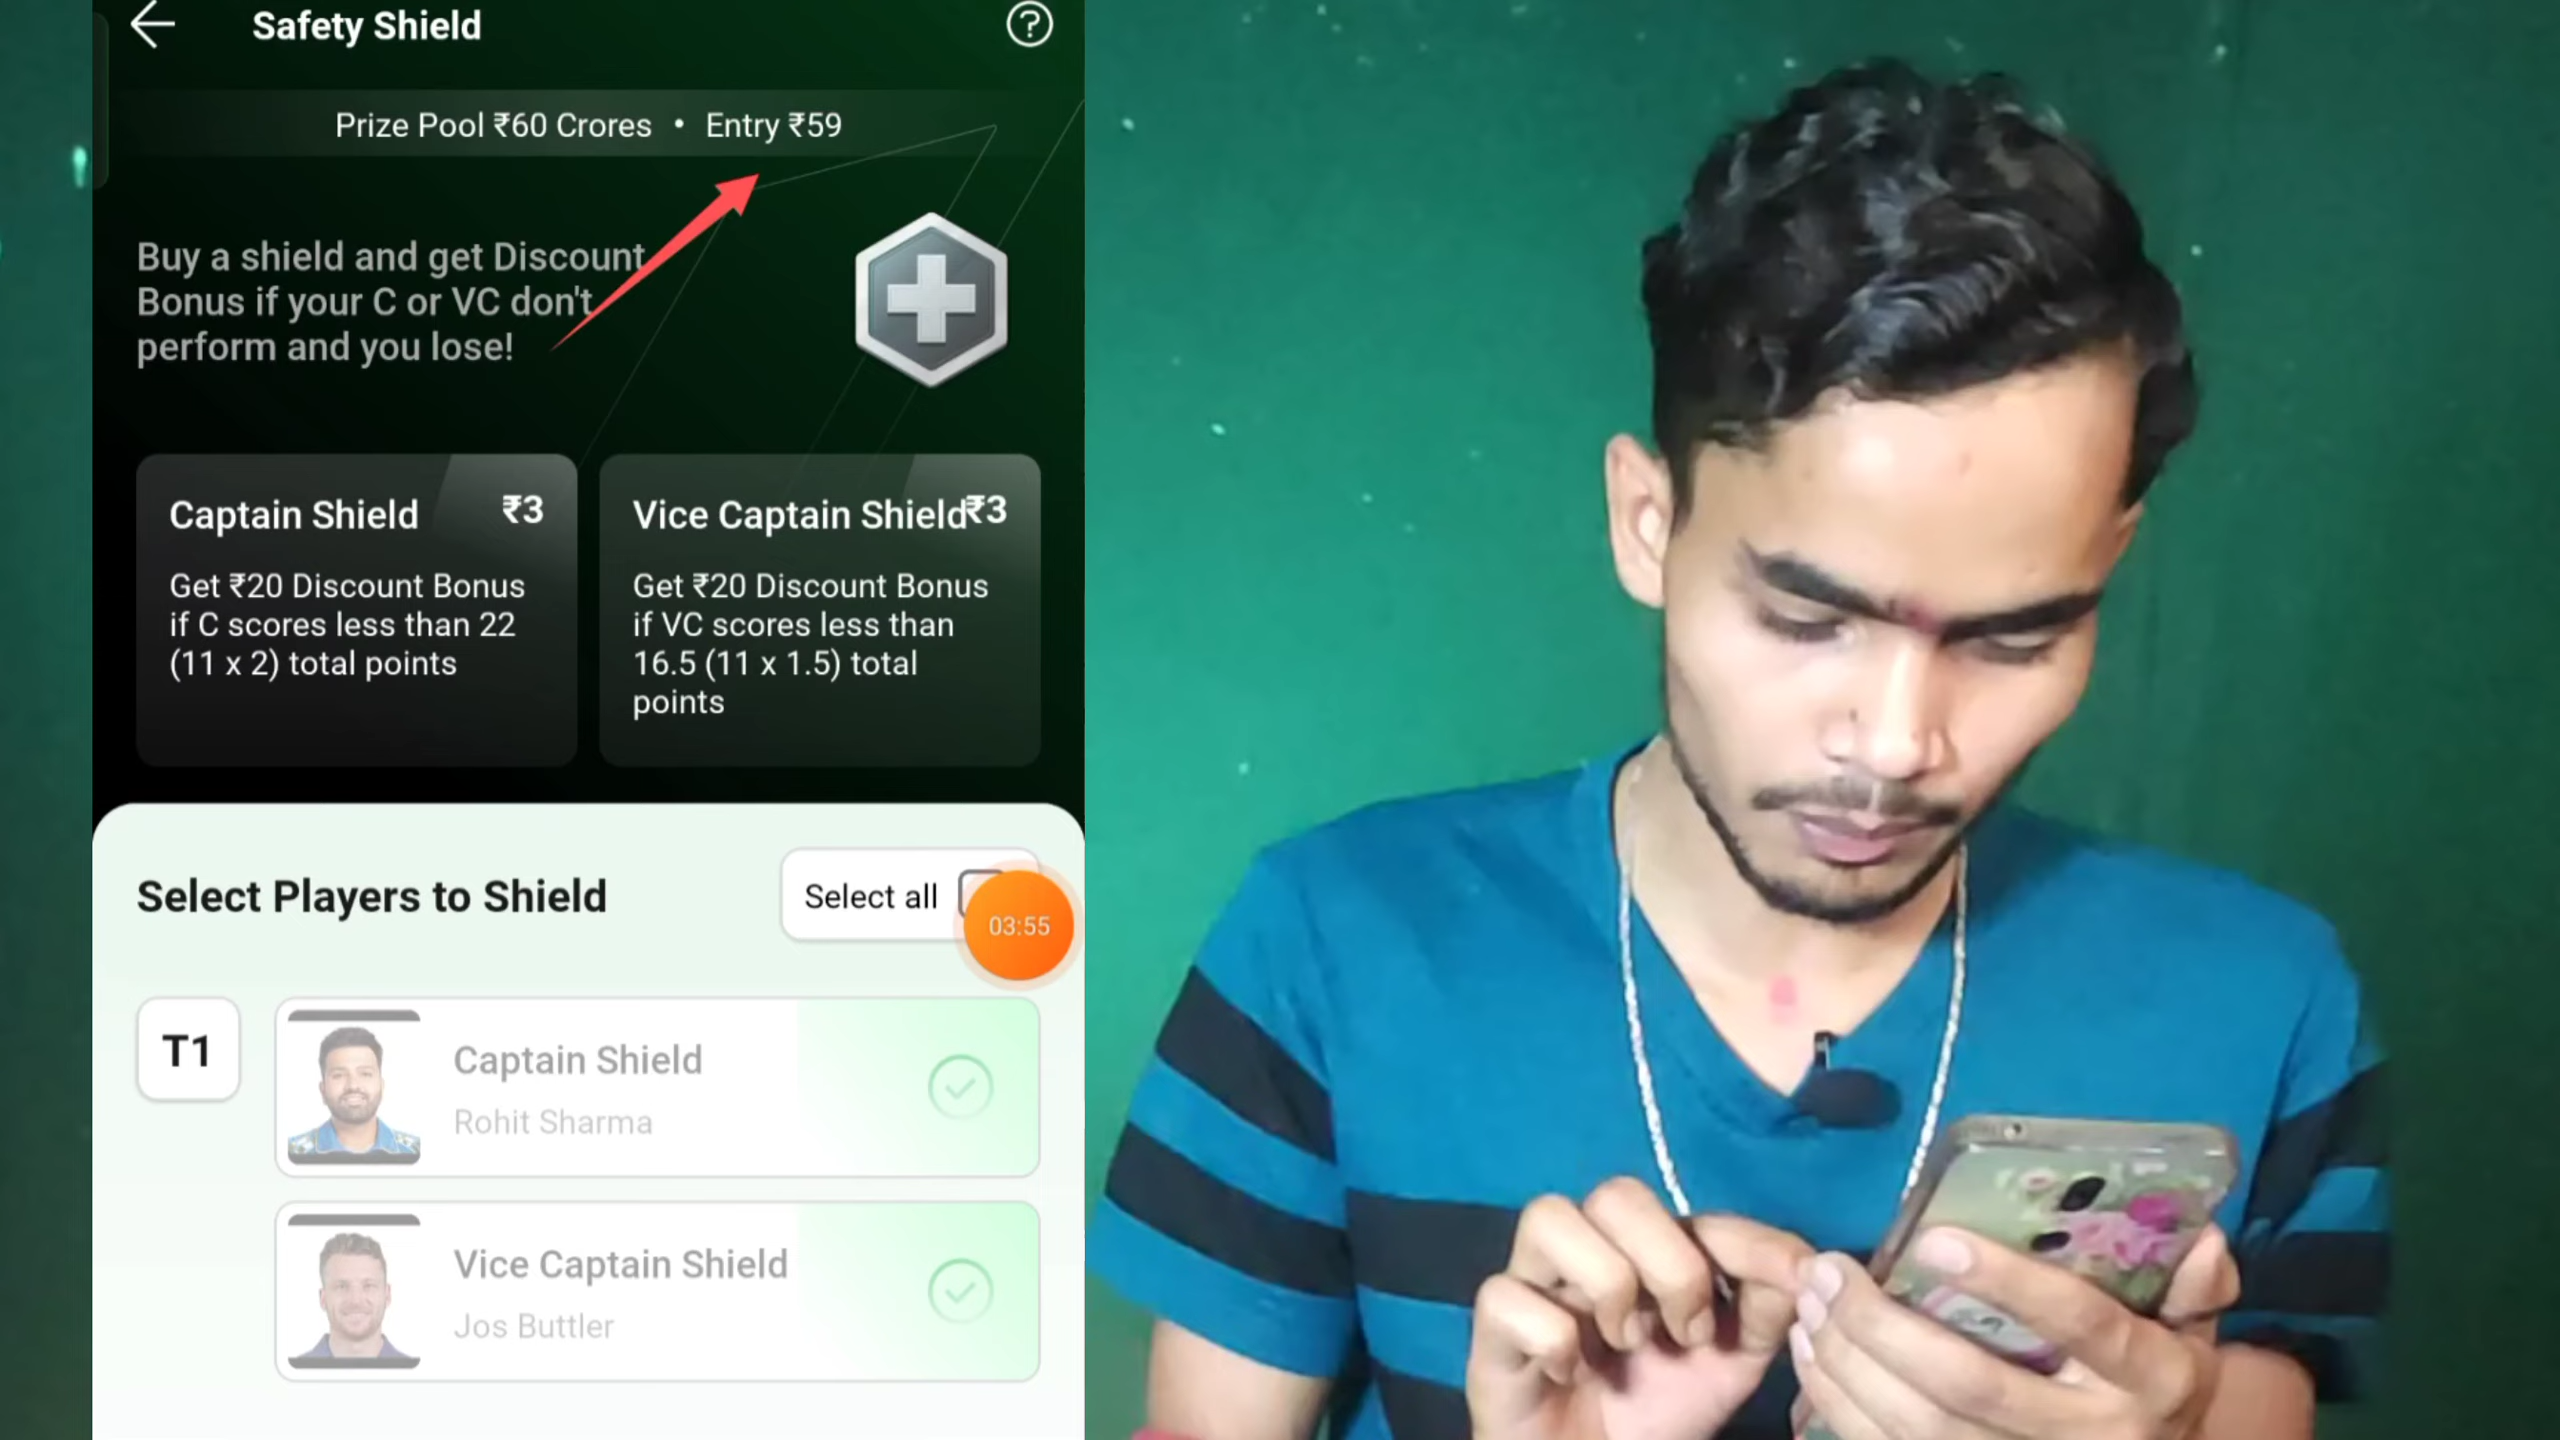 Safety Shield
?
Prize Pool ₹60 Crores • Entry ₹59
Buy a shield and get Discount
Bonus if your C or VC don't
perform and you lose!
Captain Shield ₹3
Get ₹20 Discount Bonus
if C scores less than 22
(11 x 2) total points
Vice Captain Shield ₹3
Get ₹20 Discount Bonus
if VC scores less than
16.5 (11 x 1.5) total
points
Select Players to Shield
Select all
03:55
T1
Captain Shield
Rohit Sharma
Vice Captain Shield
Jos Buttler